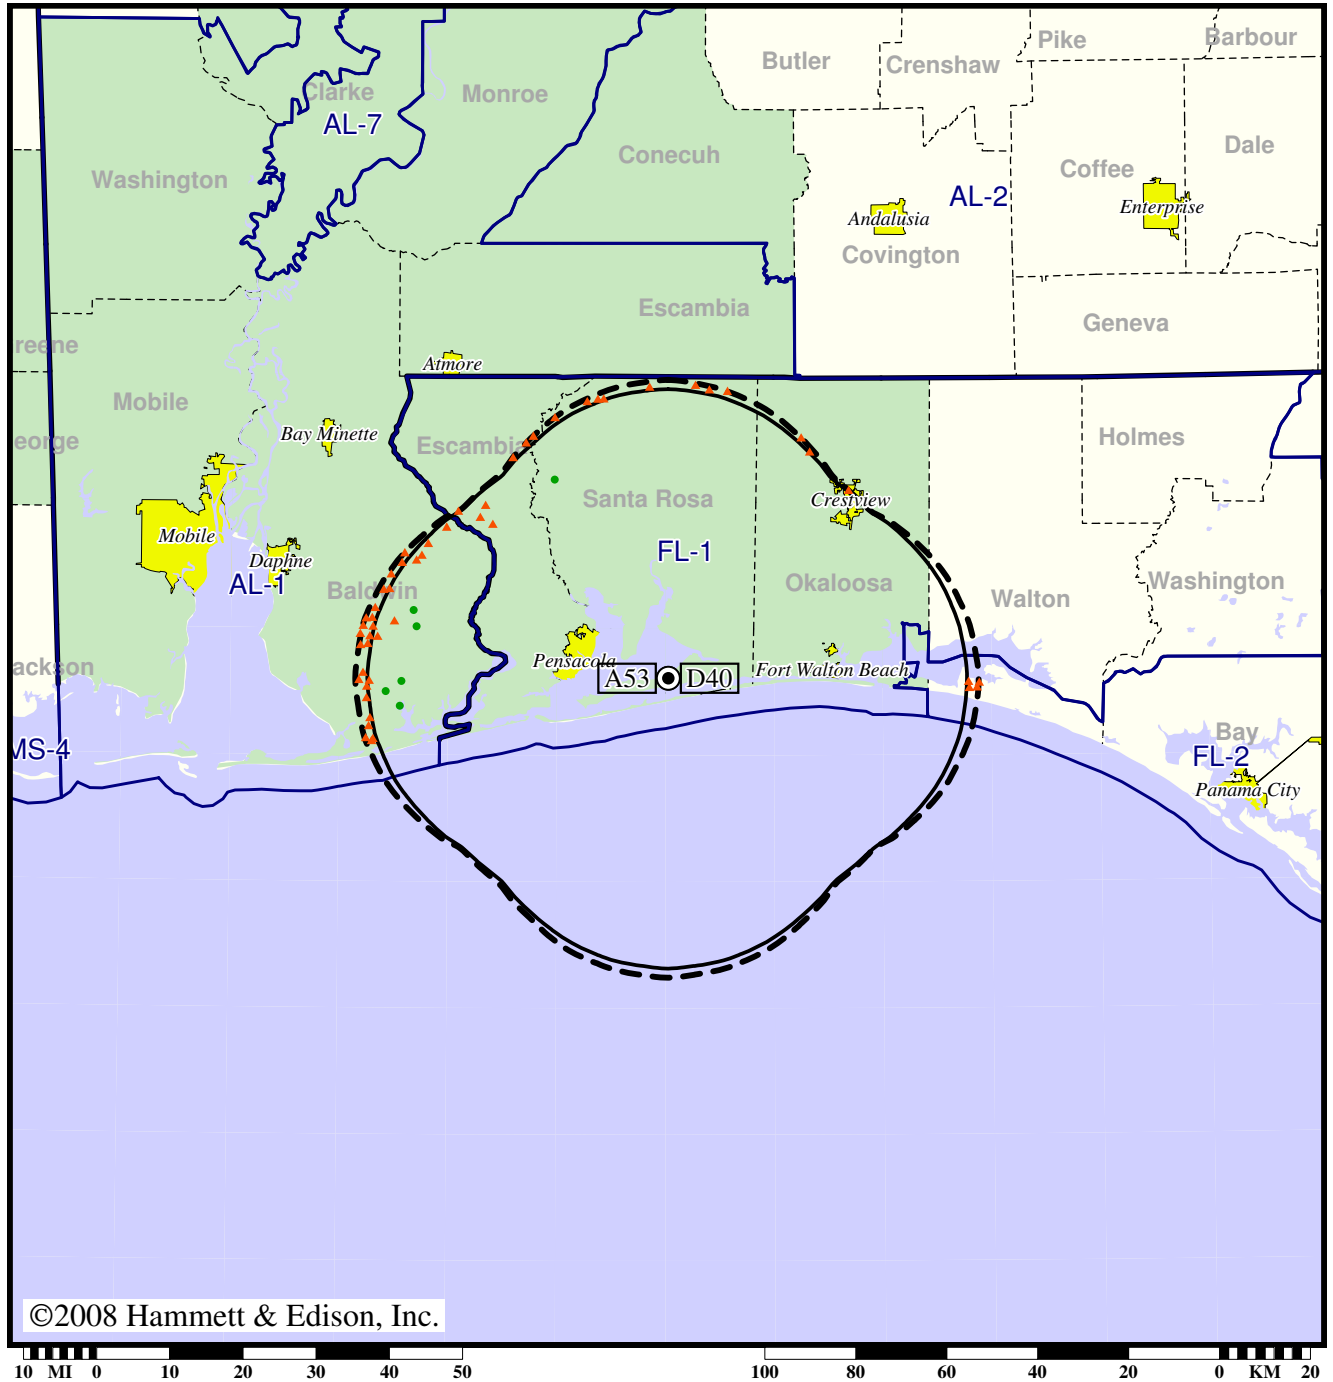 Pike
Barbour
Butler
Crenshaw
Clarke
Monroe
AL-7
Conecuh
Dale
Coffee
Washington
AL-2
Enterprise
Andalusia
Covington
Escambia
Geneva
reene
Atmore
Mobile
Bay Minette
eorge
Escambia
Holmes
Santa Rosa
Crestview
Mobile
FL-1
Daphne
AL-1
Baldwin
Okaloosa
Washington
Walton
ackson
Pensacola
Fort Walton Beach
A53
D40
MS-4
Bay
FL-2
Panama City
©2008 Hammett & Edison, Inc.
10 MI 0 10 20 30 40 50 100 80 60 40 20 0 KM 20